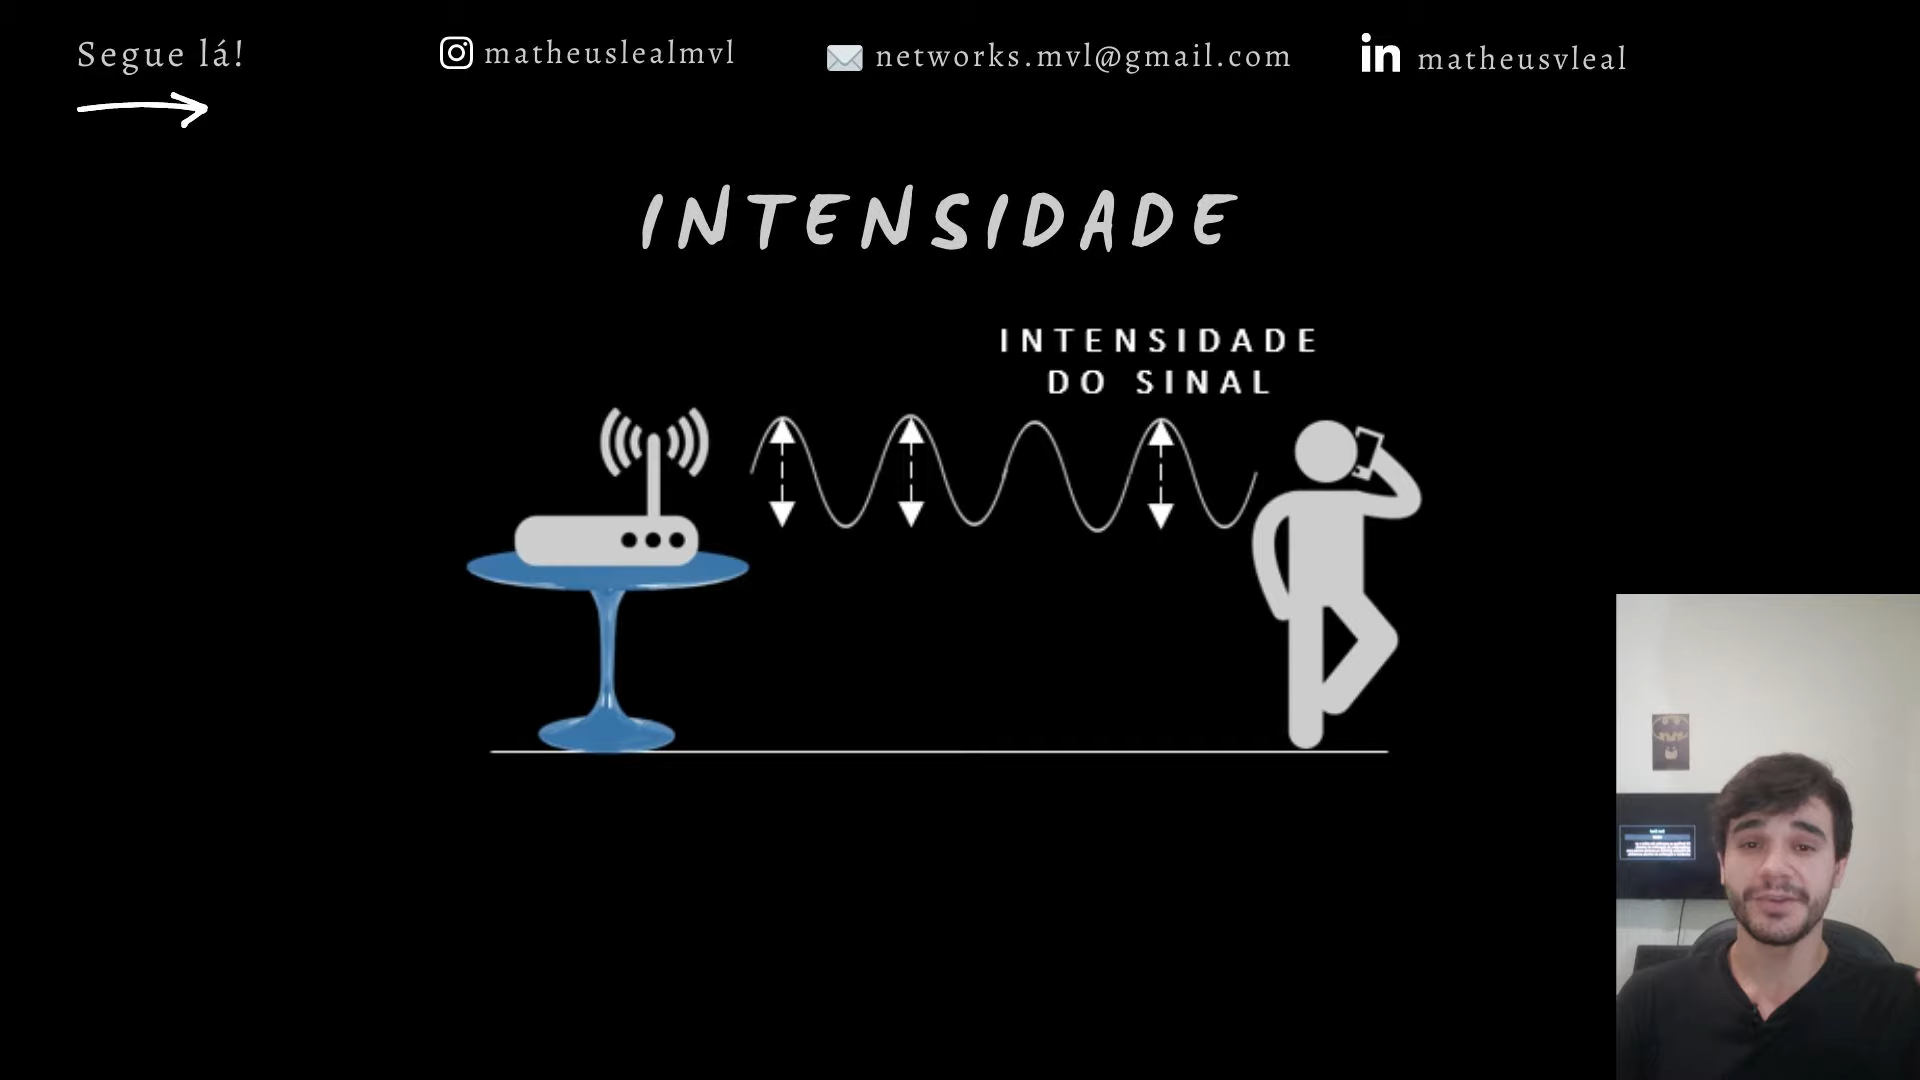 Segue lá!
matheuslealmvl
networks.mvl@gmail.com
in matheusvleal
INTENSIDADE
INTENSIDADE
DO SINAL